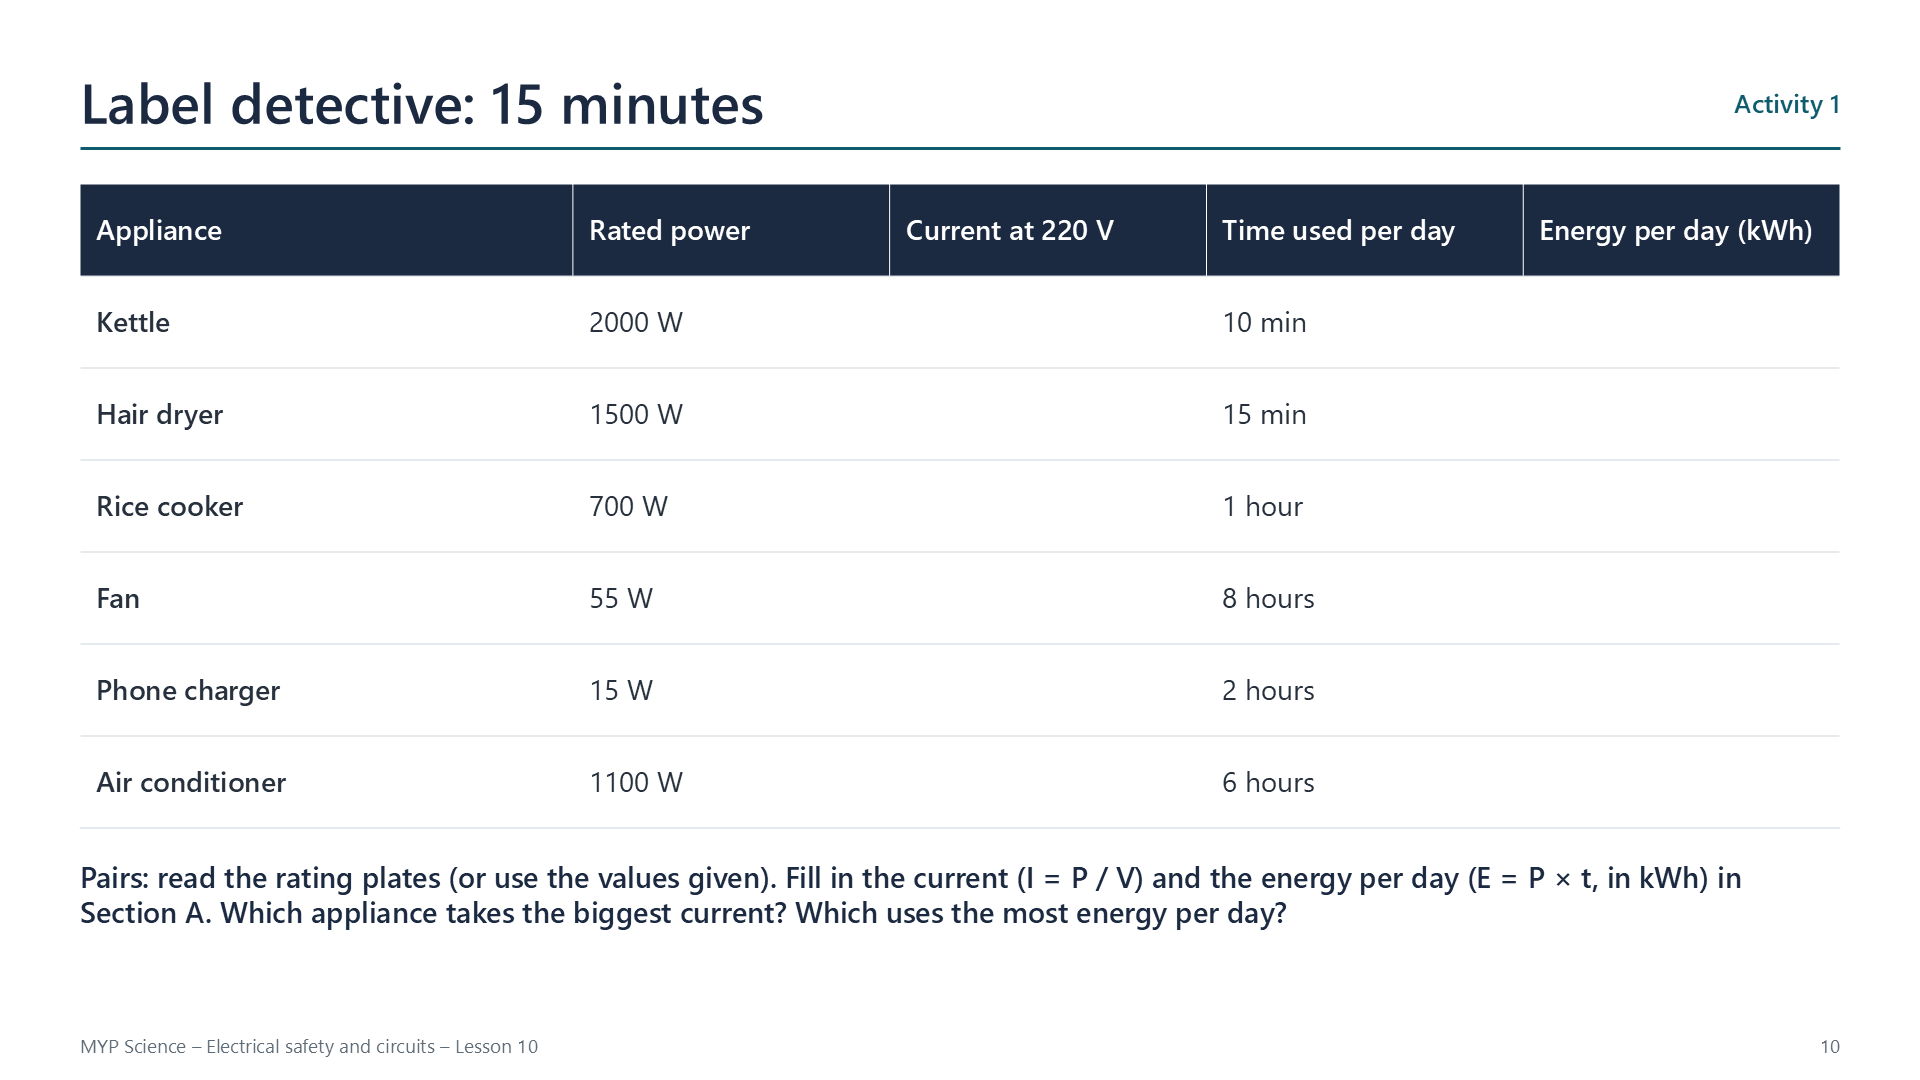 Label detective: 15 minutes
Activity 1
Appliance Rated power Current at 220 V Time used per day Energy per day (kWh)
Kettle 2000 W 10 min
Hair dryer 1500 W 15 min
Rice cooker 700 W 1 hour
Fan 55 W 8 hours
Phone charger 15 W 2 hours
Air conditioner 1100 W 6 hours
Pairs: read the rating plates (or use the values given). Fill in the current (I = P / V) and the energy per day (E = P × t, in kWh) in
Section A. Which appliance takes the biggest current? Which uses the most energy per day?
MYP Science – Electrical safety and circuits – Lesson 10
10